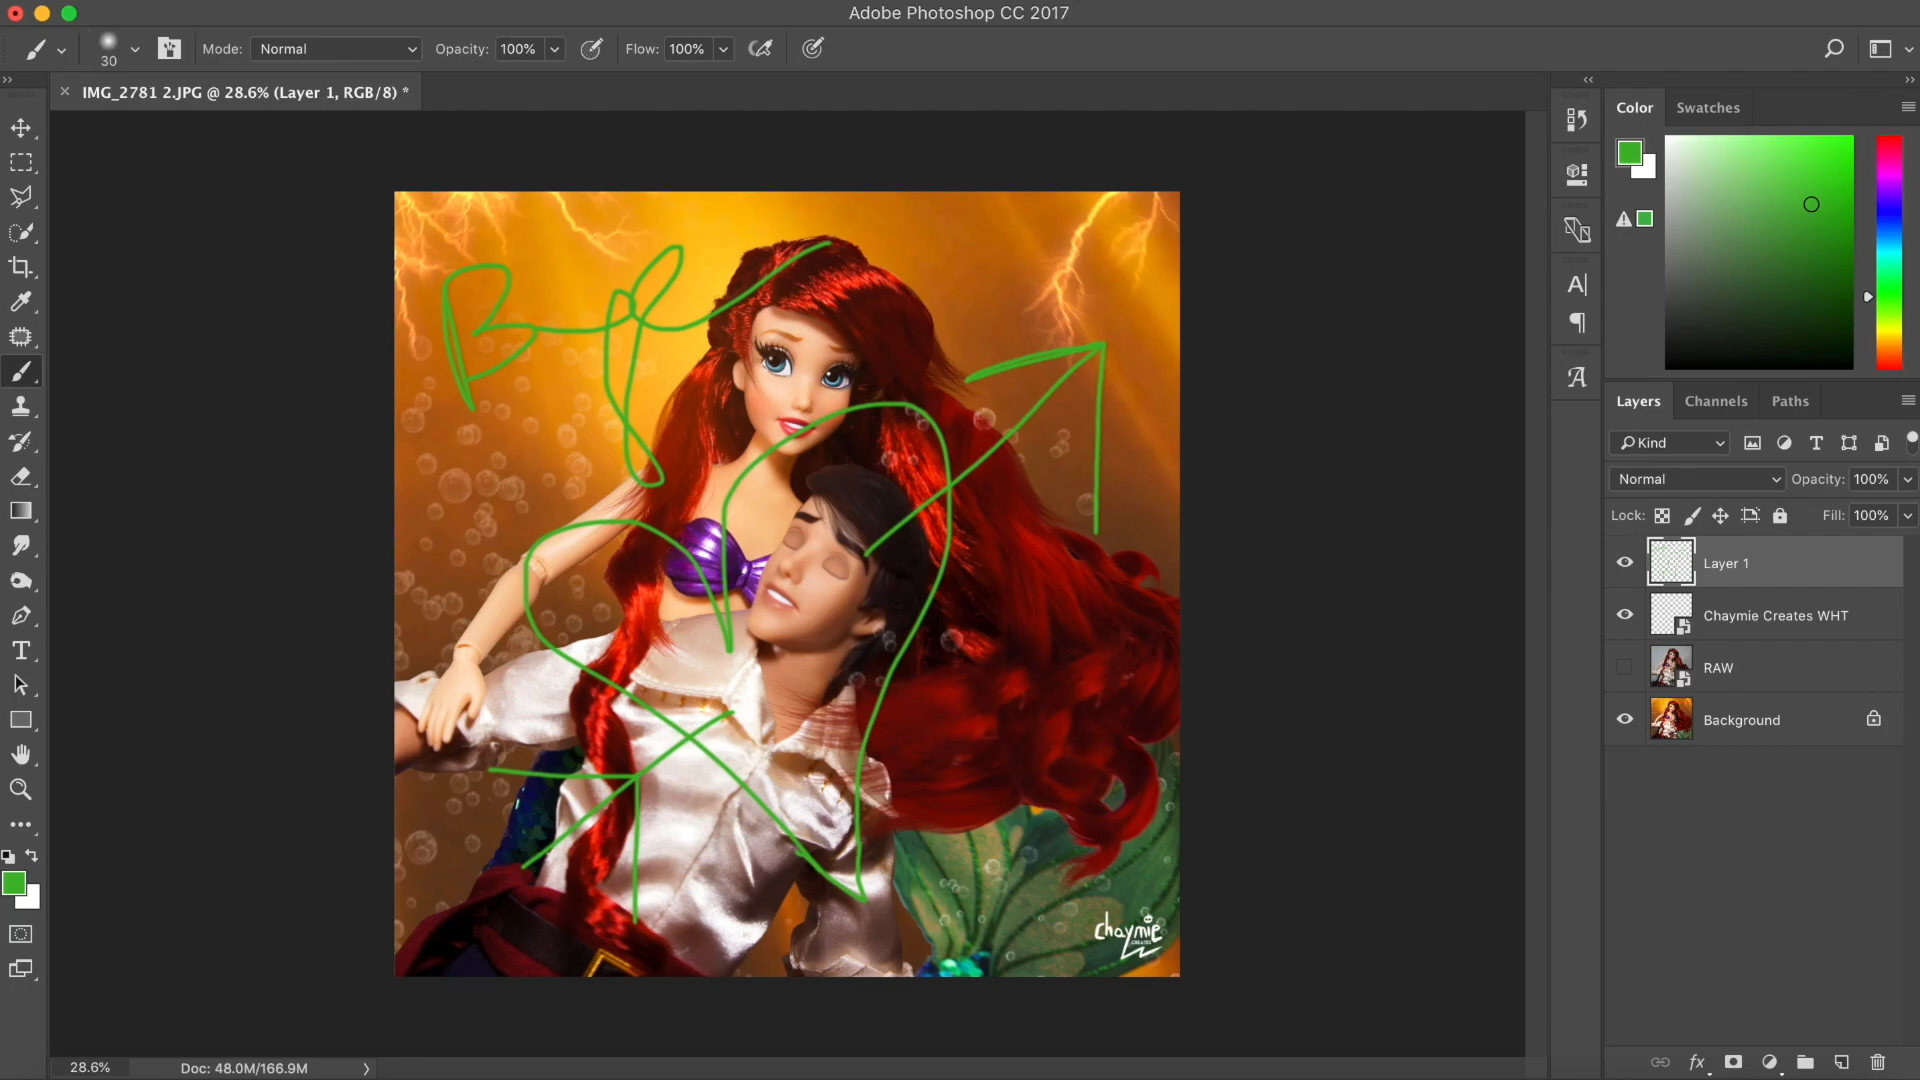 Adobe Photoshop CC 2017
30 Mode: Normal Opacity: 100% Flow: 100%
IMG_2781 2.JPG @ 28.6% (Layer 1, RGB/8) *
Color Swatches
Layers Channels Paths
Kind
Normal Opacity: 100%
Lock: Fill: 100%
Layer 1
Chaymie Creates WHT
RAW
Background
chaymie
CREATES
28.6% Doc: 48.0M/166.9M
fx